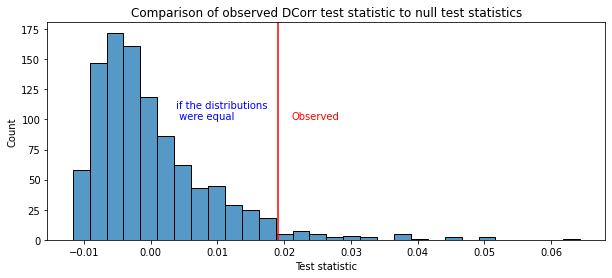 Comparison of observed DCorr test statistic to null test statistics
Count
175
150
125
100
75
50
25
0
if the distributions
were equal
Observed
−0.01
0.00
0.01
0.02
0.03
0.04
0.05
0.06
Test statistic